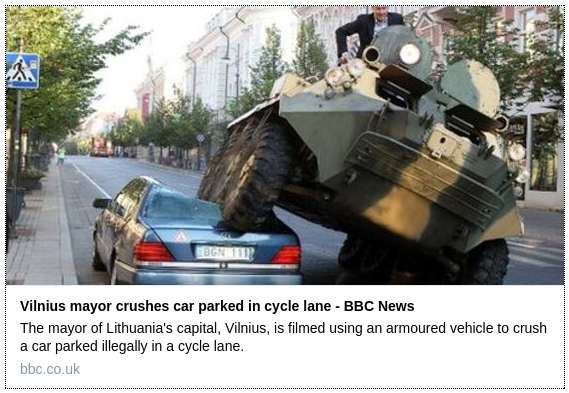 BGN 111
Vilnius mayor crushes car parked in cycle lane - BBC News
The mayor of Lithuania's capital, Vilnius, is filmed using an armoured vehicle to crush
a car parked illegally in a cycle lane.
bbc.co.uk